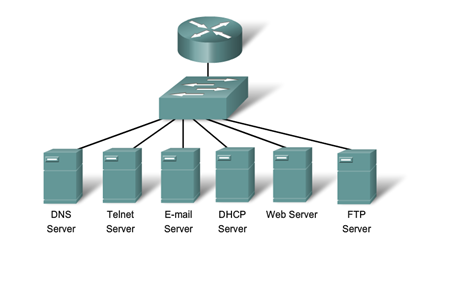 DNS Server
Telnet Server
E-mail Server
DHCP Server
Web Server
FTP Server